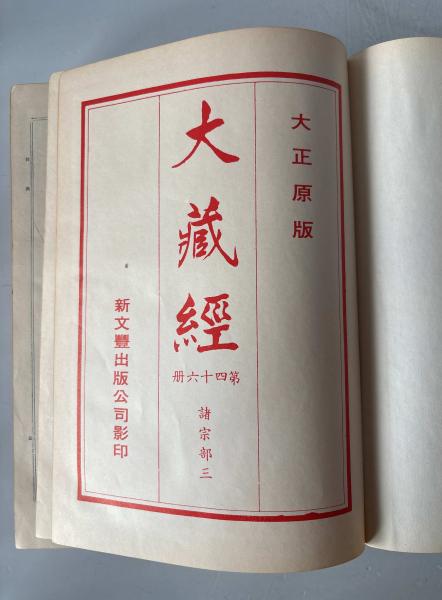 大正原版
大藏經
第四十六册
諸宗部三
新文豐出版公司影印